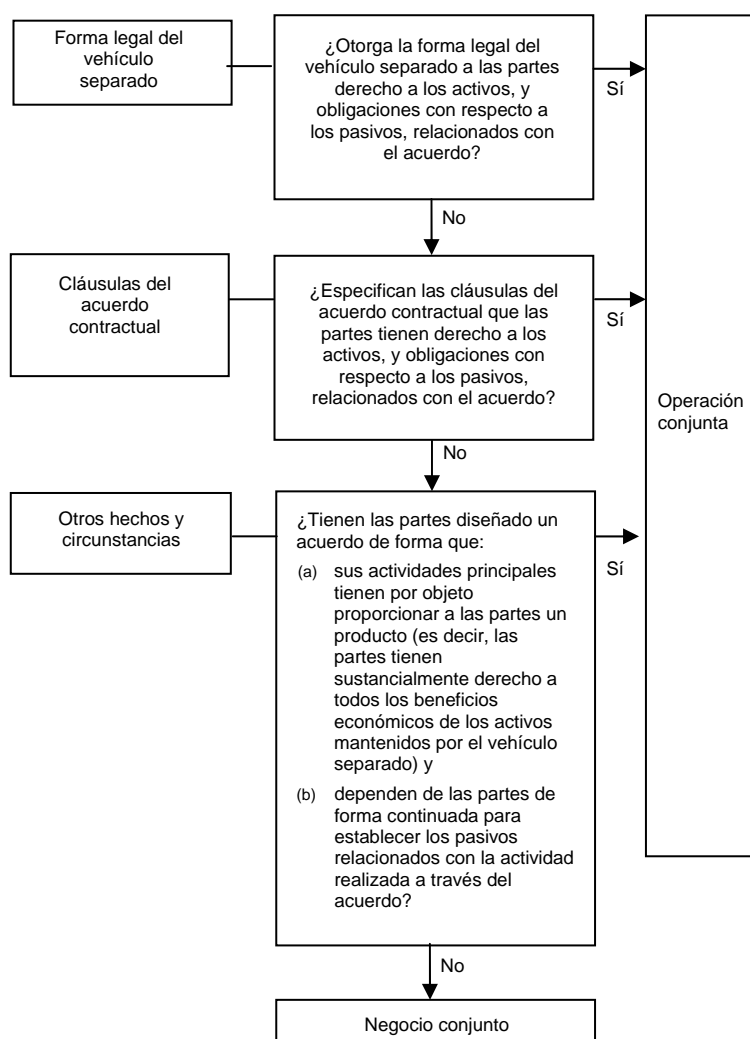 Forma legal del
vehículo
separado
¿Otorga la forma legal del
vehículo separado a las partes
derecho a los activos, y
obligaciones con respecto a
los pasivos, relacionados con
el acuerdo?
Sí
No
Cláusulas del
acuerdo
contractual
¿Especifican las cláusulas del
acuerdo contractual que las
partes tienen derecho a los
activos, y obligaciones con
respecto a los pasivos,
relacionados con el acuerdo?
Sí
Operación
conjunta
No
Otros hechos y
circunstancias
¿Tienen las partes diseñado un
acuerdo de forma que:
(a) sus actividades principales
tienen por objeto
proporcionar a las partes un
producto (es decir, las
partes tienen
sustancialmente derecho a
todos los beneficios
económicos de los activos
mantenidos por el vehículo
separado) y
(b) dependen de las partes de
forma continuada para
establecer los pasivos
relacionados con la actividad
realizada a través del
acuerdo?
Sí
No
Negocio conjunto